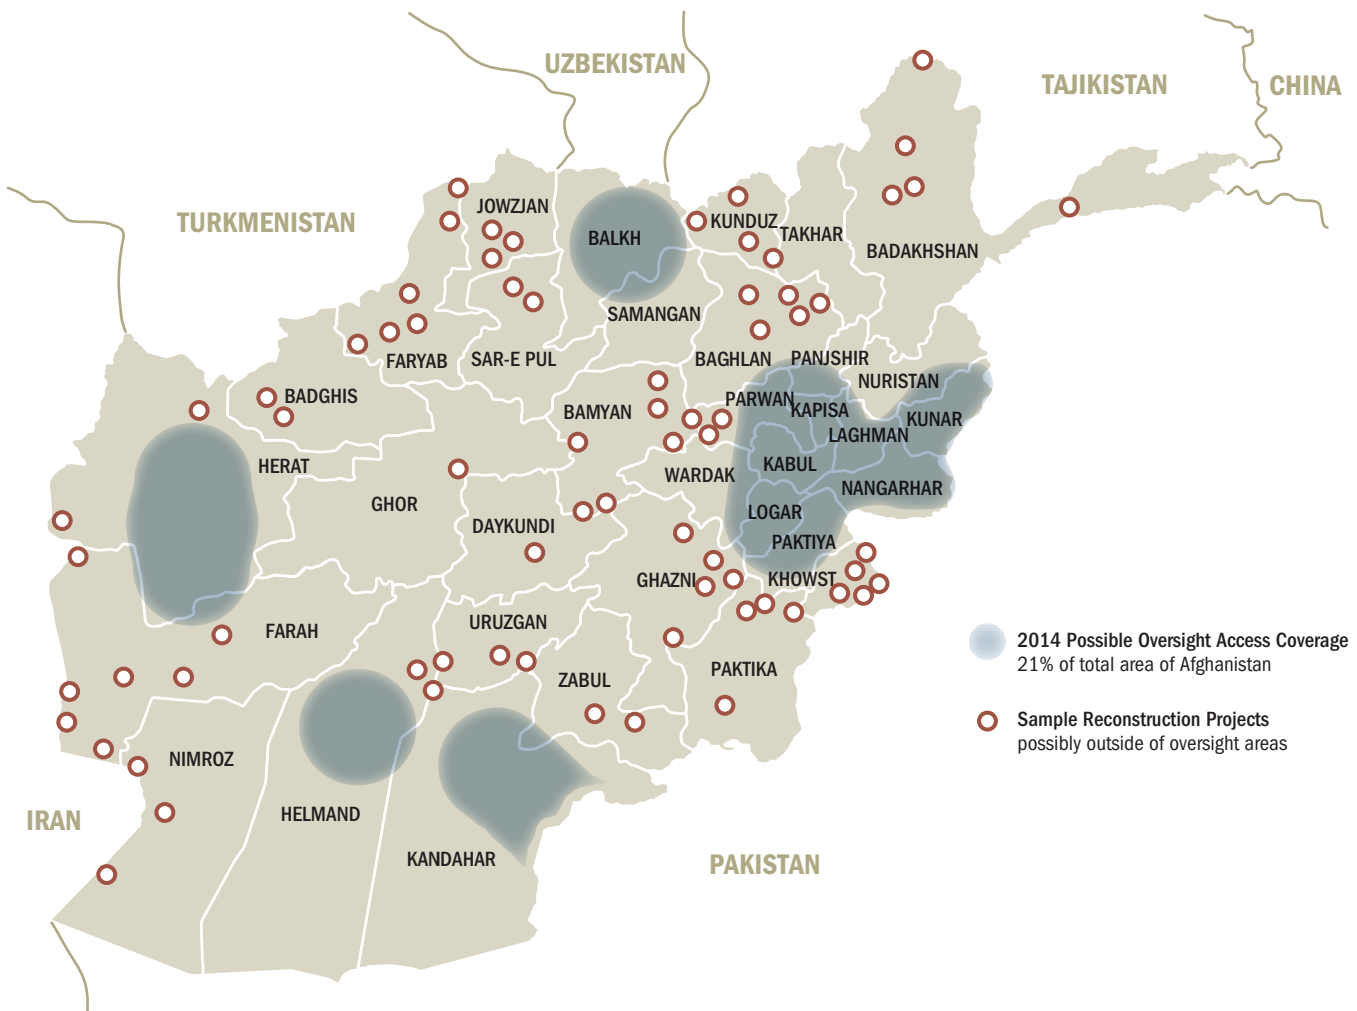 UZBEKISTAN
TAJIKISTAN
CHINA
TURKMENISTAN
JOWZJAN
KUNDUZ
TAKHAR
BALKH
BADAKHSHAN
SAMANGAN
FARYAB
SAR-E PUL
BAGHLAN
PANJSHIR
NURISTAN
BADGHIS
PARWAN
BAMYAN
KAPISA
KUNAR
LAGHMAN
HERAT
KABUL
WARDAK
NANGARHAR
GHOR
LOGAR
DAYKUNDI
PAKTIYA
GHAZNI
KHOWST
URUZGAN
FARAH
2014 Possible Oversight Access Coverage
21% of total area of Afghanistan
PAKTIKA
ZABUL
Sample Reconstruction Projects
possibly outside of oversight areas
NIMROZ
HELMAND
IRAN
KANDAHAR
PAKISTAN